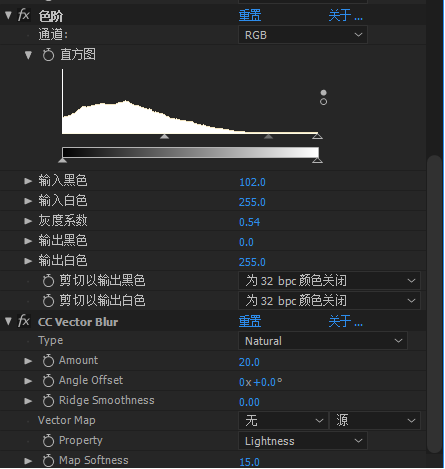 fx 色阶 重置 关于 ...
通道: RGB
直方图
输入黑色 102.0
输入白色 255.0
灰度系数 0.54
输出黑色 0.0
输出白色 255.0
剪切以输出黑色 为 32 bpc 颜色关闭
剪切以输出白色 为 32 bpc 颜色关闭
fx CC Vector Blur 重置 关于 ...
Type Natural
Amount 20.0
Angle Offset 0x+0.0°
Ridge Smoothness 0.00
Vector Map 无 源
Property Lightness
Map Softness 15.0